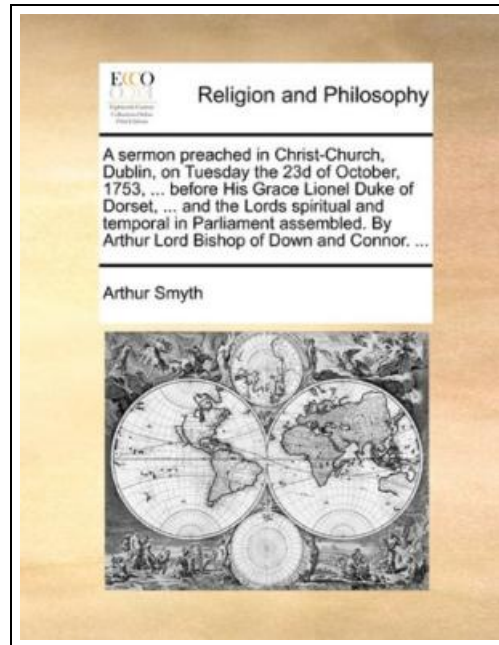 ECCO
Religion and Philosophy
A sermon preached in Christ-Church,
Dublin, on Tuesday the 23d of October,
1753, ... before His Grace Lionel Duke of
Dorset, ... and the Lords spiritual and
temporal in Parliament assembled. By
Arthur Lord Bishop of Down and Connor. ...
Arthur Smyth